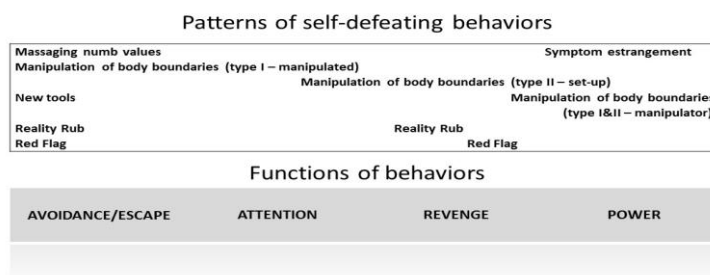 Patterns of self-defeating behaviors
Massaging numb values Symptom estrangement
Manipulation of body boundaries (type I – manipulated)
Manipulation of body boundaries (type II – set-up)
New tools Manipulation of body boundaries
(type I&II – manipulator)
Reality Rub Reality Rub
Red Flag Red Flag
Functions of behaviors
AVOIDANCE/ESCAPE ATTENTION REVENGE POWER